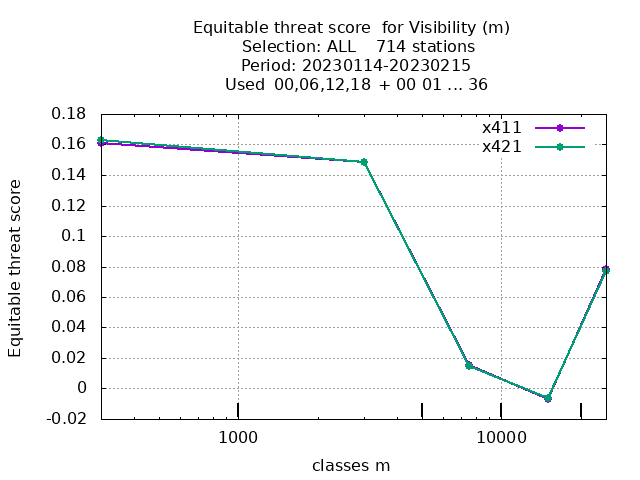 Equitable threat score  for Visibility (m)
Selection: ALL    714 stations
Period: 20230114-20230215
Used  00,06,12,18 + 00 01 ... 36
x411
x421
0.18
0.16
0.14
0.12
0.1
0.08
0.06
0.04
0.02
0
-0.02
Equitable threat score
1000
10000
classes m